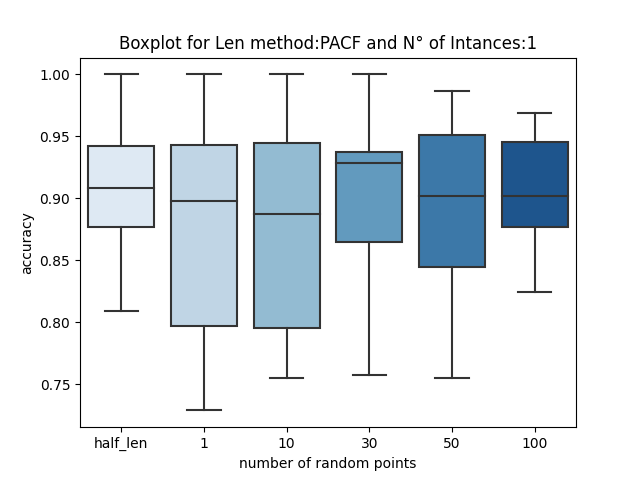 Boxplot for Len method:PACF and N° of Intances:1
1.00
0.95
0.90
0.85
0.80
0.75
accuracy
half_len 1 10 30 50 100
number of random points